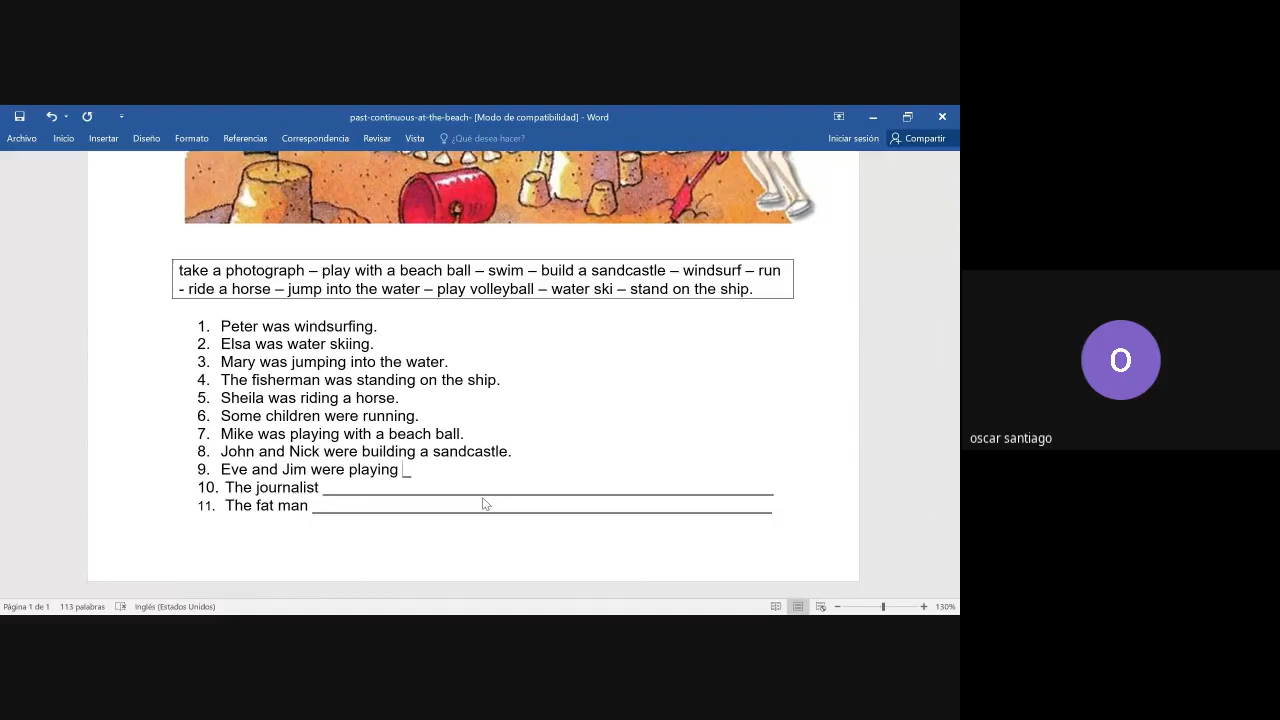 past-continuous-at-the-beach- [Modo de compatibilidad] - Word
Archivo Inicio Insertar Diseño Formato Referencias Correspondencia Revisar Vista ¿Qué desea hacer? Iniciar sesión Compartir
take a photograph – play with a beach ball – swim – build a sandcastle – windsurf – run
- ride a horse – jump into the water – play volleyball – water ski – stand on the ship.
1. Peter was windsurfing.
2. Elsa was water skiing.
3. Mary was jumping into the water.
4. The fisherman was standing on the ship.
5. Sheila was riding a horse.
6. Some children were running.
7. Mike was playing with a beach ball.
8. John and Nick were building a sandcastle.
9. Eve and Jim were playing _
10. The journalist ____________________
11. The fat man ____________________
Página 1 de 1 113 palabras Inglés (Estados Unidos) 130%
O
oscar santiago